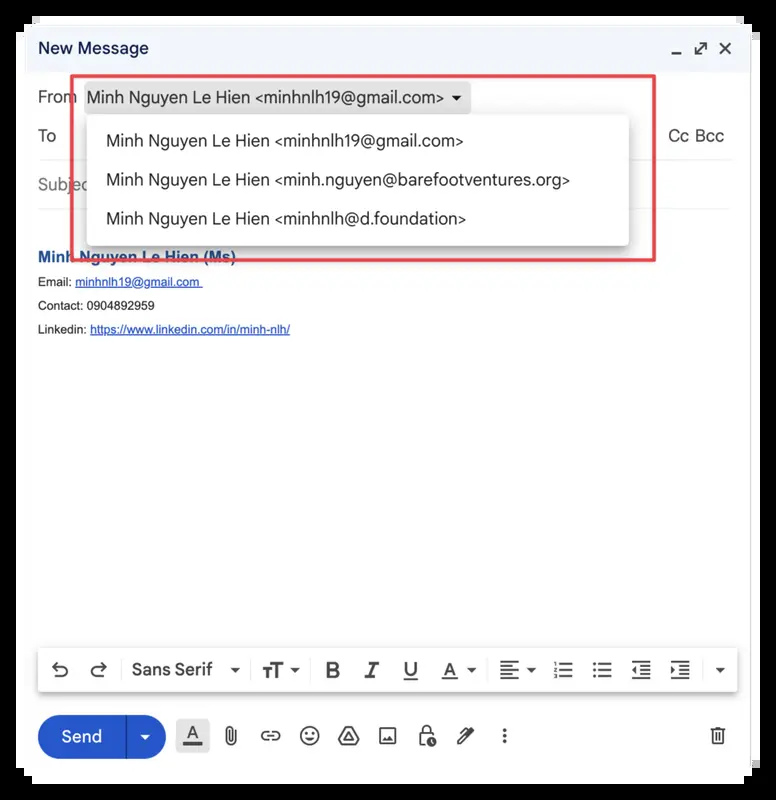 New Message
From Minh Nguyen Le Hien <minhnlh19@gmail.com>
Minh Nguyen Le Hien <minhnlh19@gmail.com>
To Cc Bcc
Minh Nguyen Le Hien <minh.nguyen@barefootventures.org>
Subjec
Minh Nguyen Le Hien <minhnlh@d.foundation>
Minh Nguyen Le Hien (Ms)
Email: minhnlh19@gmail.com
Contact: 0904892959
Linkedin: https://www.linkedin.com/in/minh-nlh/
Sans Serif
Send